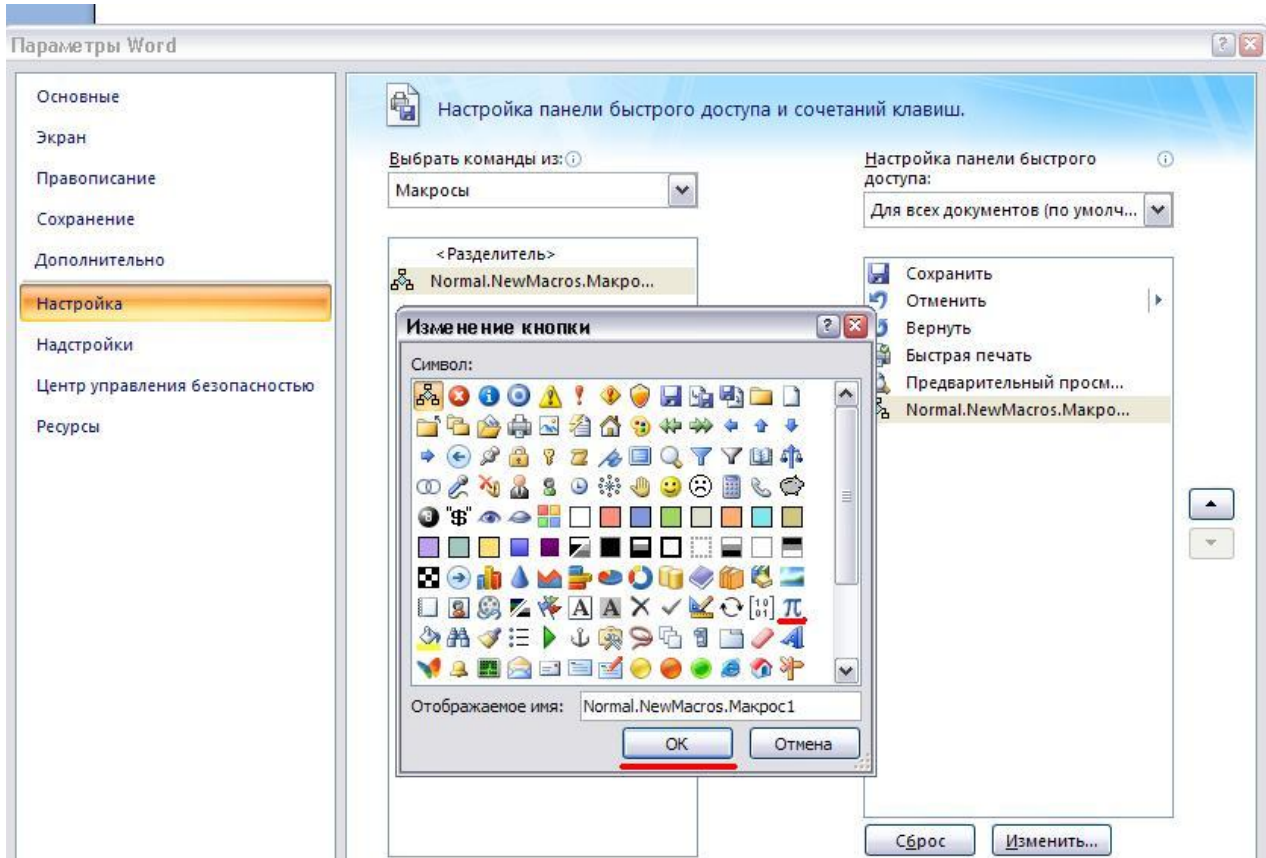 Параметры Word
Основные
Экран
Правописание
Сохранение
Дополнительно
Настройка
Надстройки
Центр управления безопасностью
Ресурсы
Настройка панели быстрого доступа и сочетаний клавиш.
Выбрать команды из:
Макросы
<Разделитель>
Normal.NewMacros.Макро...
Настройка панели быстрого
доступа:
Для всех документов (по умолч...
Сохранить
Отменить
Вернуть
Быстрая печать
Предварительный просм...
Normal.NewMacros.Макро...
Изменение кнопки
Символ:
Отображаемое имя: Normal.NewMacros.Макрос1
ОК
Отмена
Сброс
Изменить...